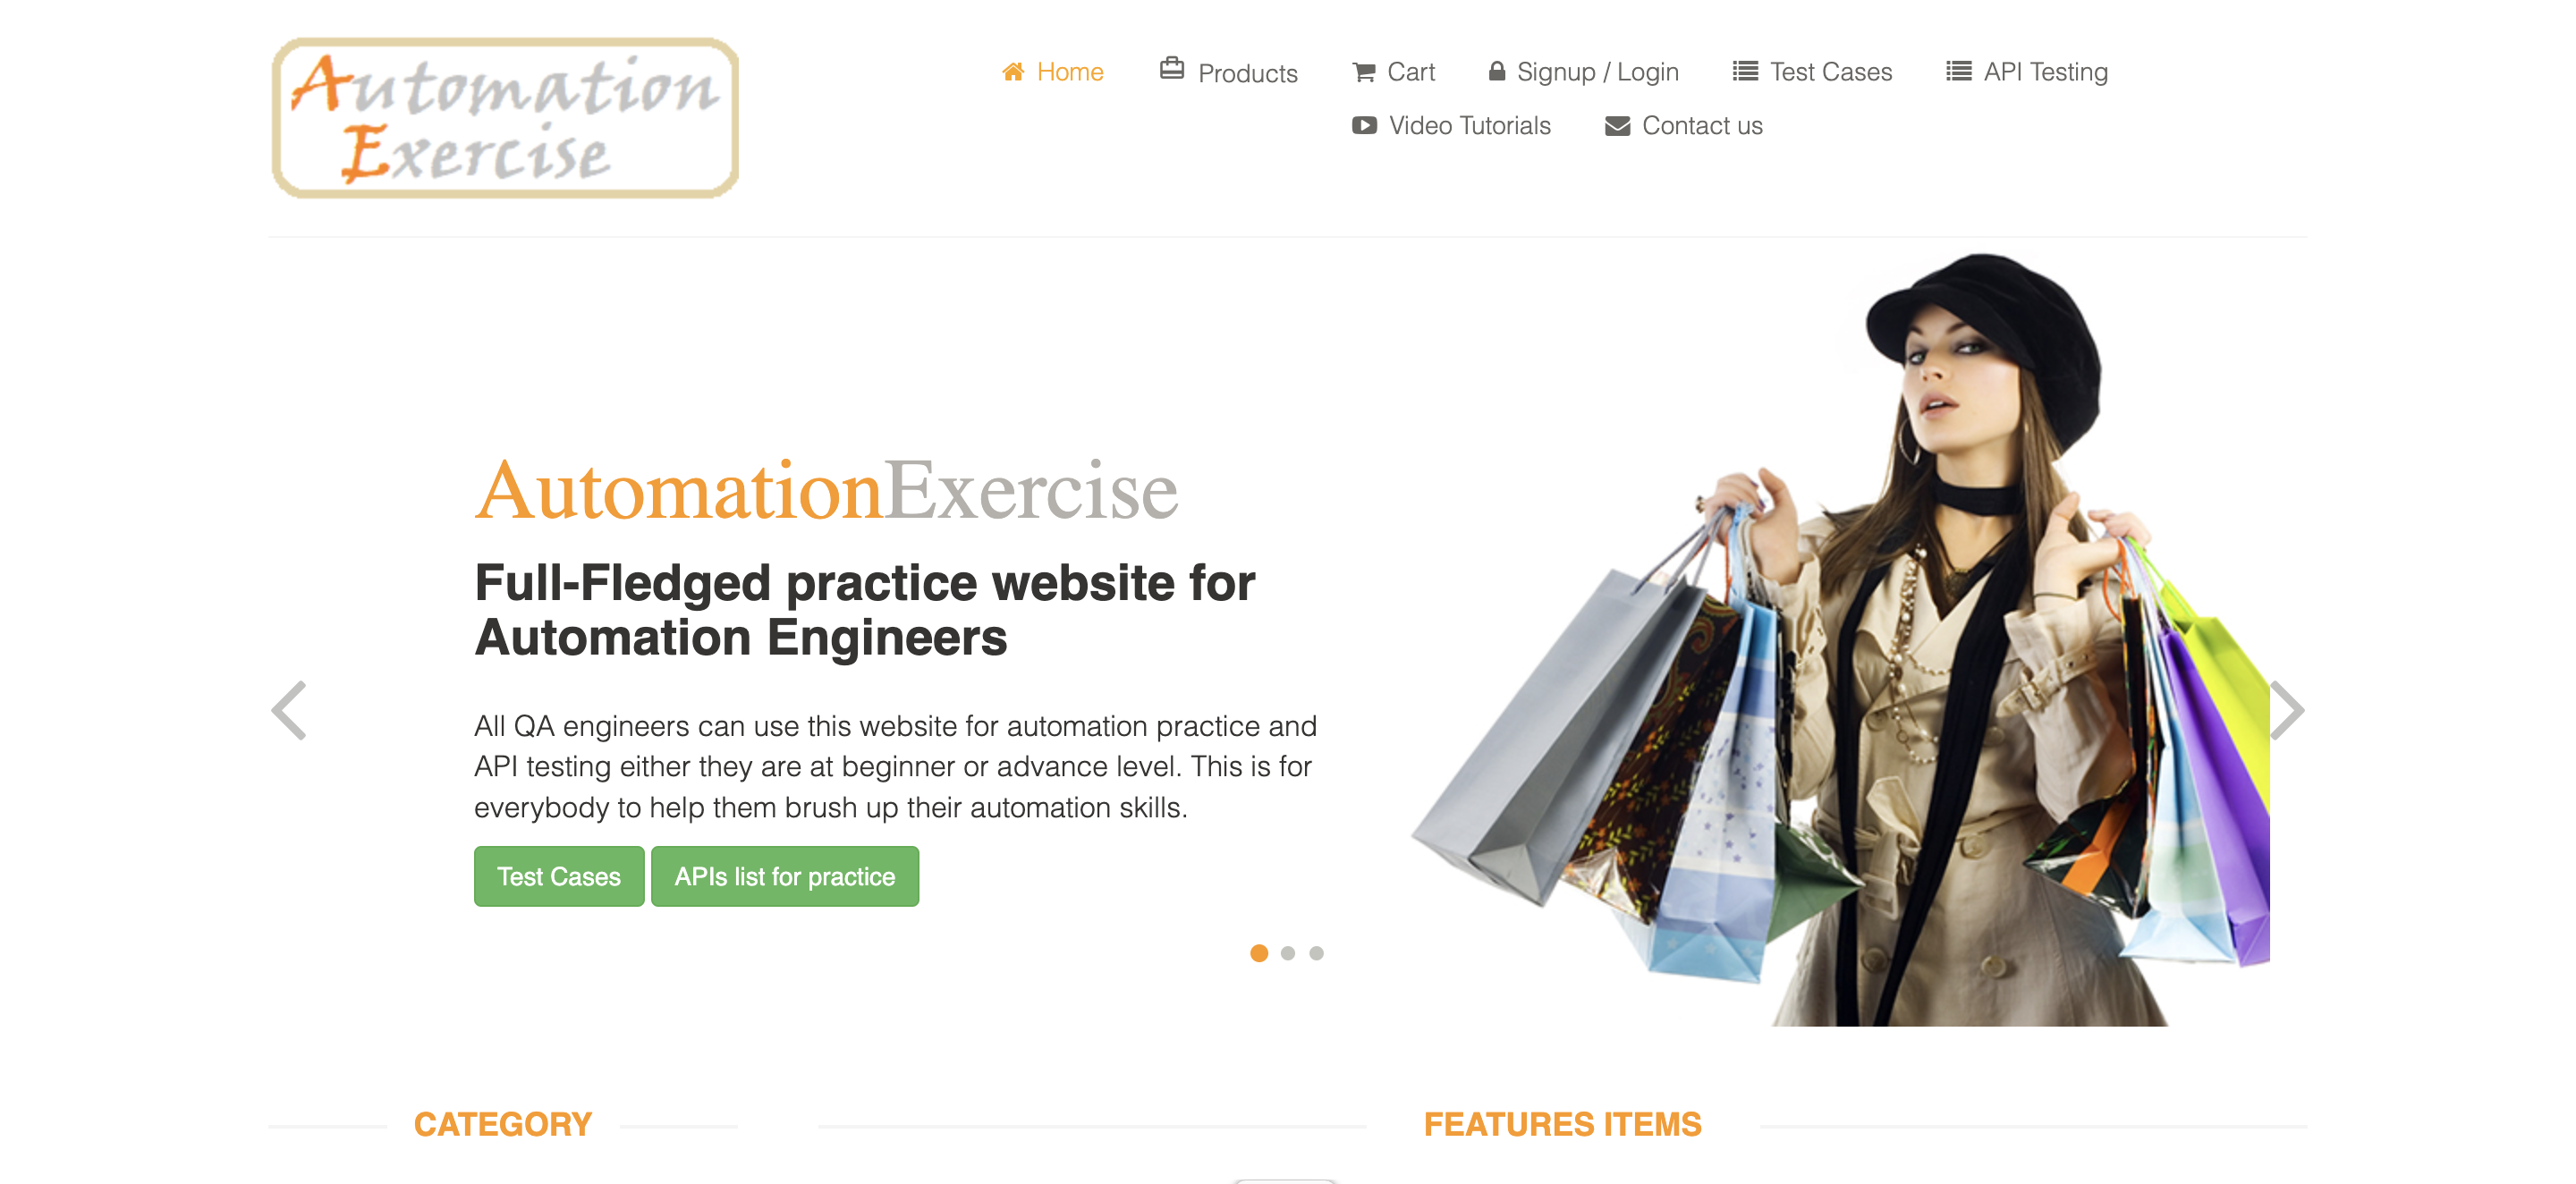 Automation
Exercise
Home Products Cart Signup / Login Test Cases API Testing
Video Tutorials Contact us
AutomationExercise
Full-Fledged practice website for
Automation Engineers
All QA engineers can use this website for automation practice and
API testing either they are at beginner or advance level. This is for
everybody to help them brush up their automation skills.
Test Cases APIs list for practice
CATEGORY FEATURES ITEMS